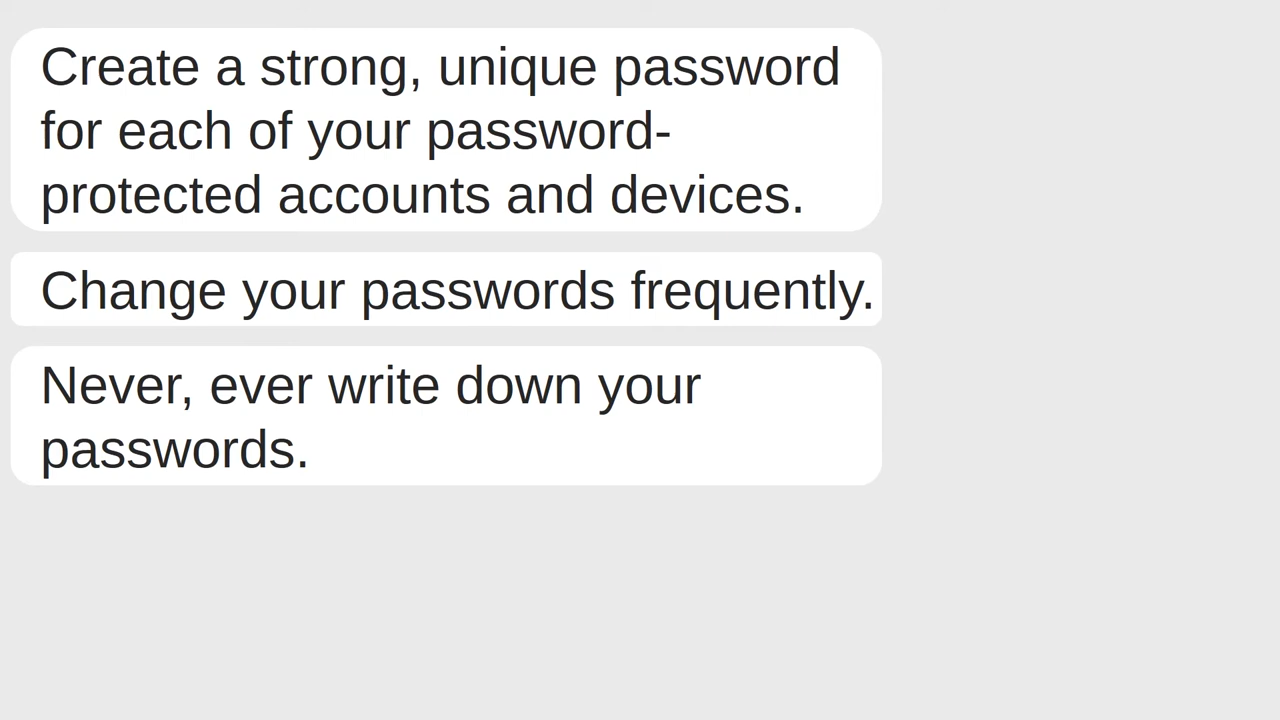 Create a strong, unique password
for each of your password-
protected accounts and devices.
Change your passwords frequently.
Never, ever write down your
passwords.